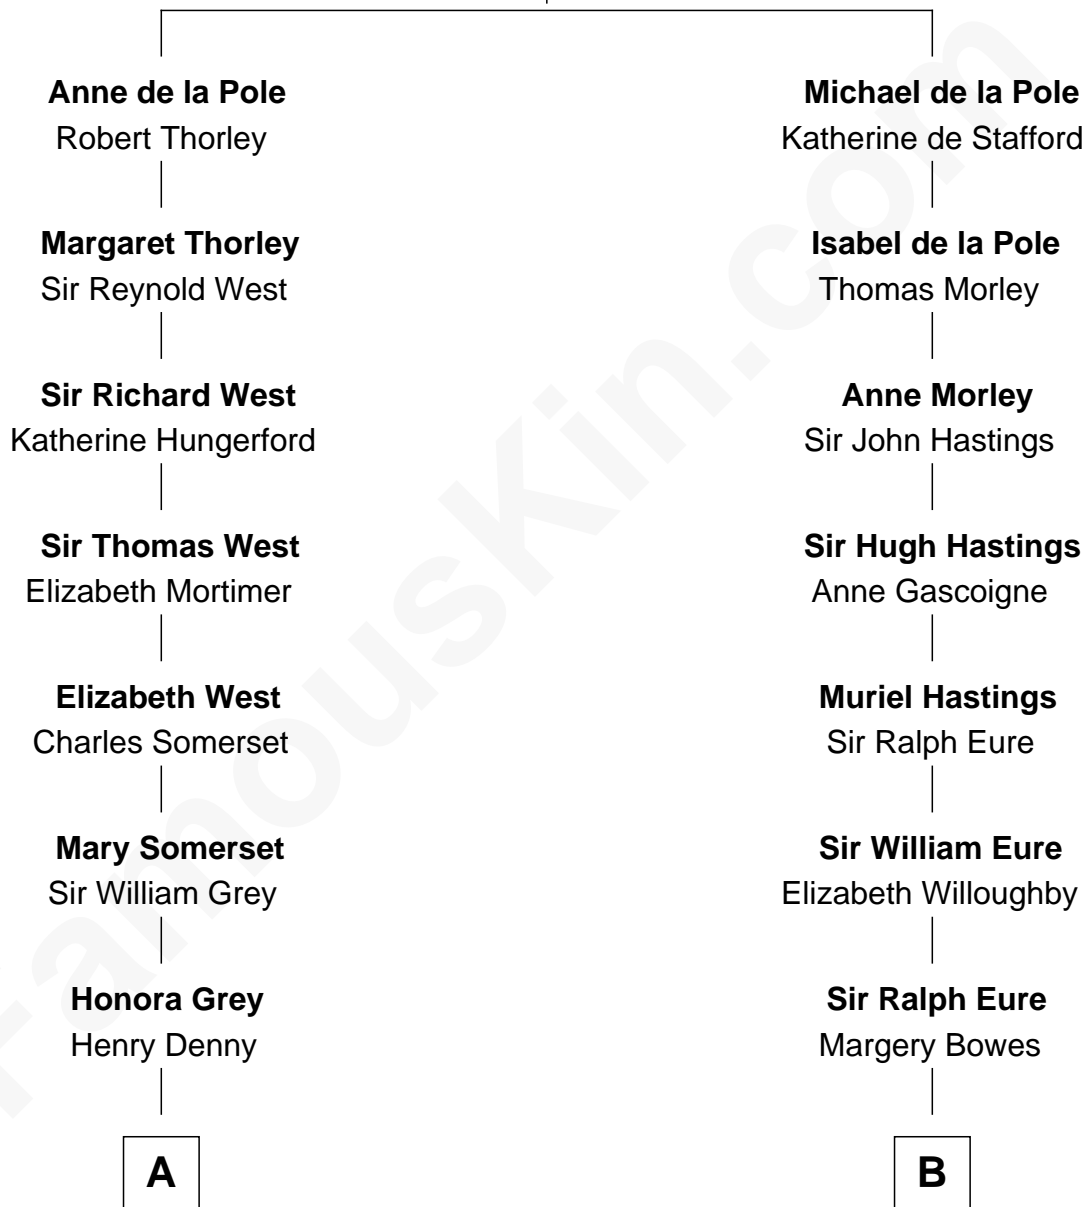 Anne de la Pole
Robert Thorley
Margaret Thorley
Sir Reynold West
Sir Richard West
Katherine Hungerford
Sir Thomas West
Elizabeth Mortimer
Elizabeth West
Charles Somerset
Mary Somerset
Sir William Grey
Honora Grey
Henry Denny
A
Michael de la Pole
Katherine de Stafford
Isabel de la Pole
Thomas Morley
Anne Morley
Sir John Hastings
Sir Hugh Hastings
Anne Gascoigne
Muriel Hastings
Sir Ralph Eure
Sir William Eure
Elizabeth Willoughby
Sir Ralph Eure
Margery Bowes
B
FamousKin.com